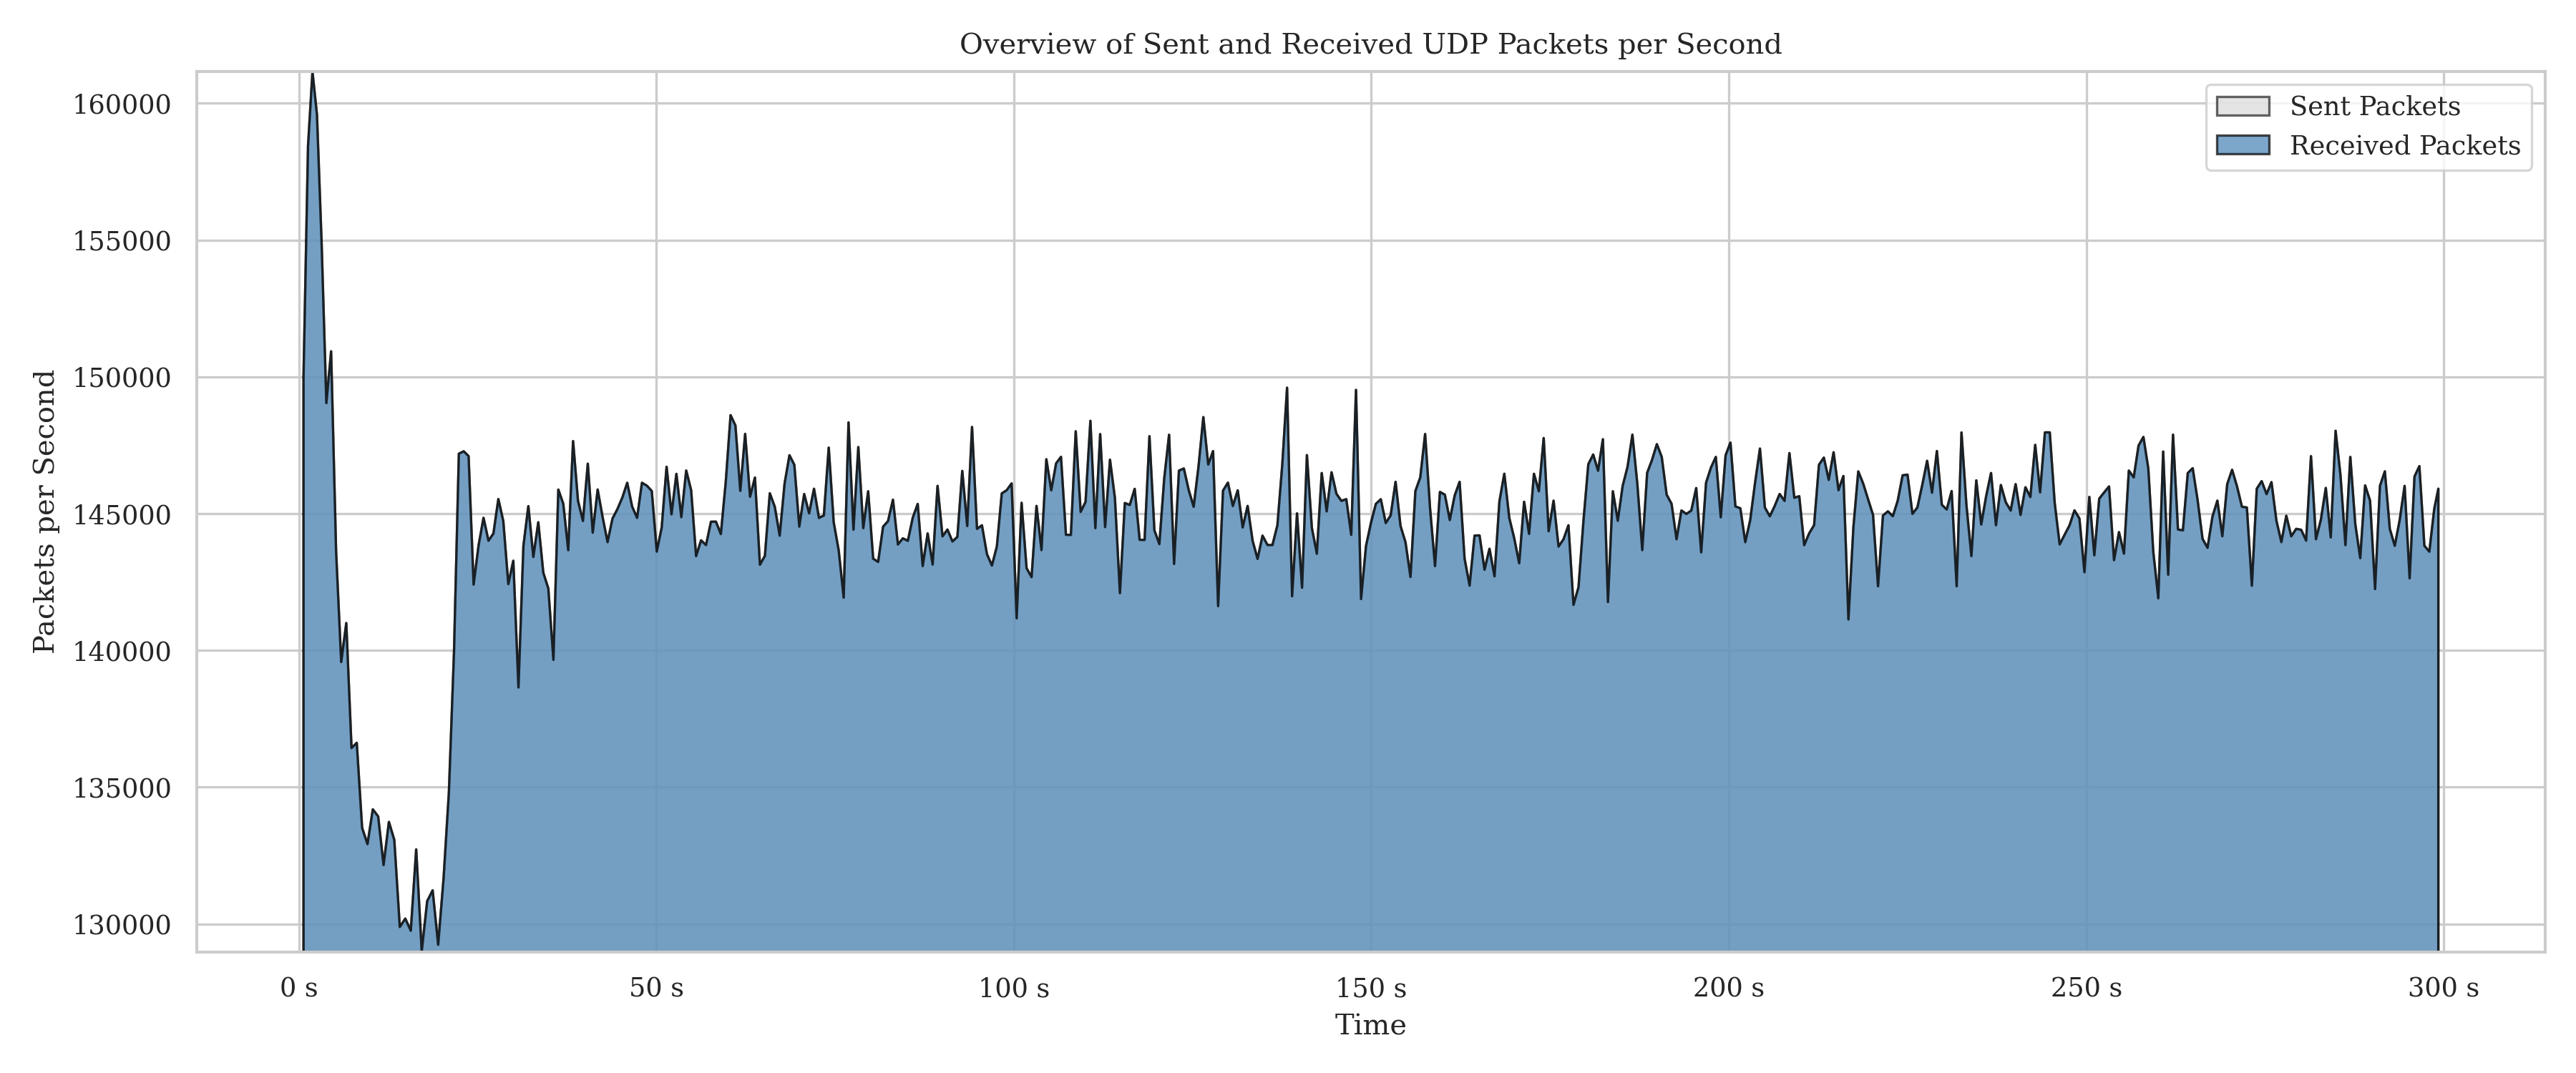 Overview of Sent and Received UDP Packets per Second
Sent Packets
Received Packets
Packets per Second
160000
155000
150000
145000
140000
135000
130000
0 s
50 s
100 s
150 s
200 s
250 s
300 s
Time